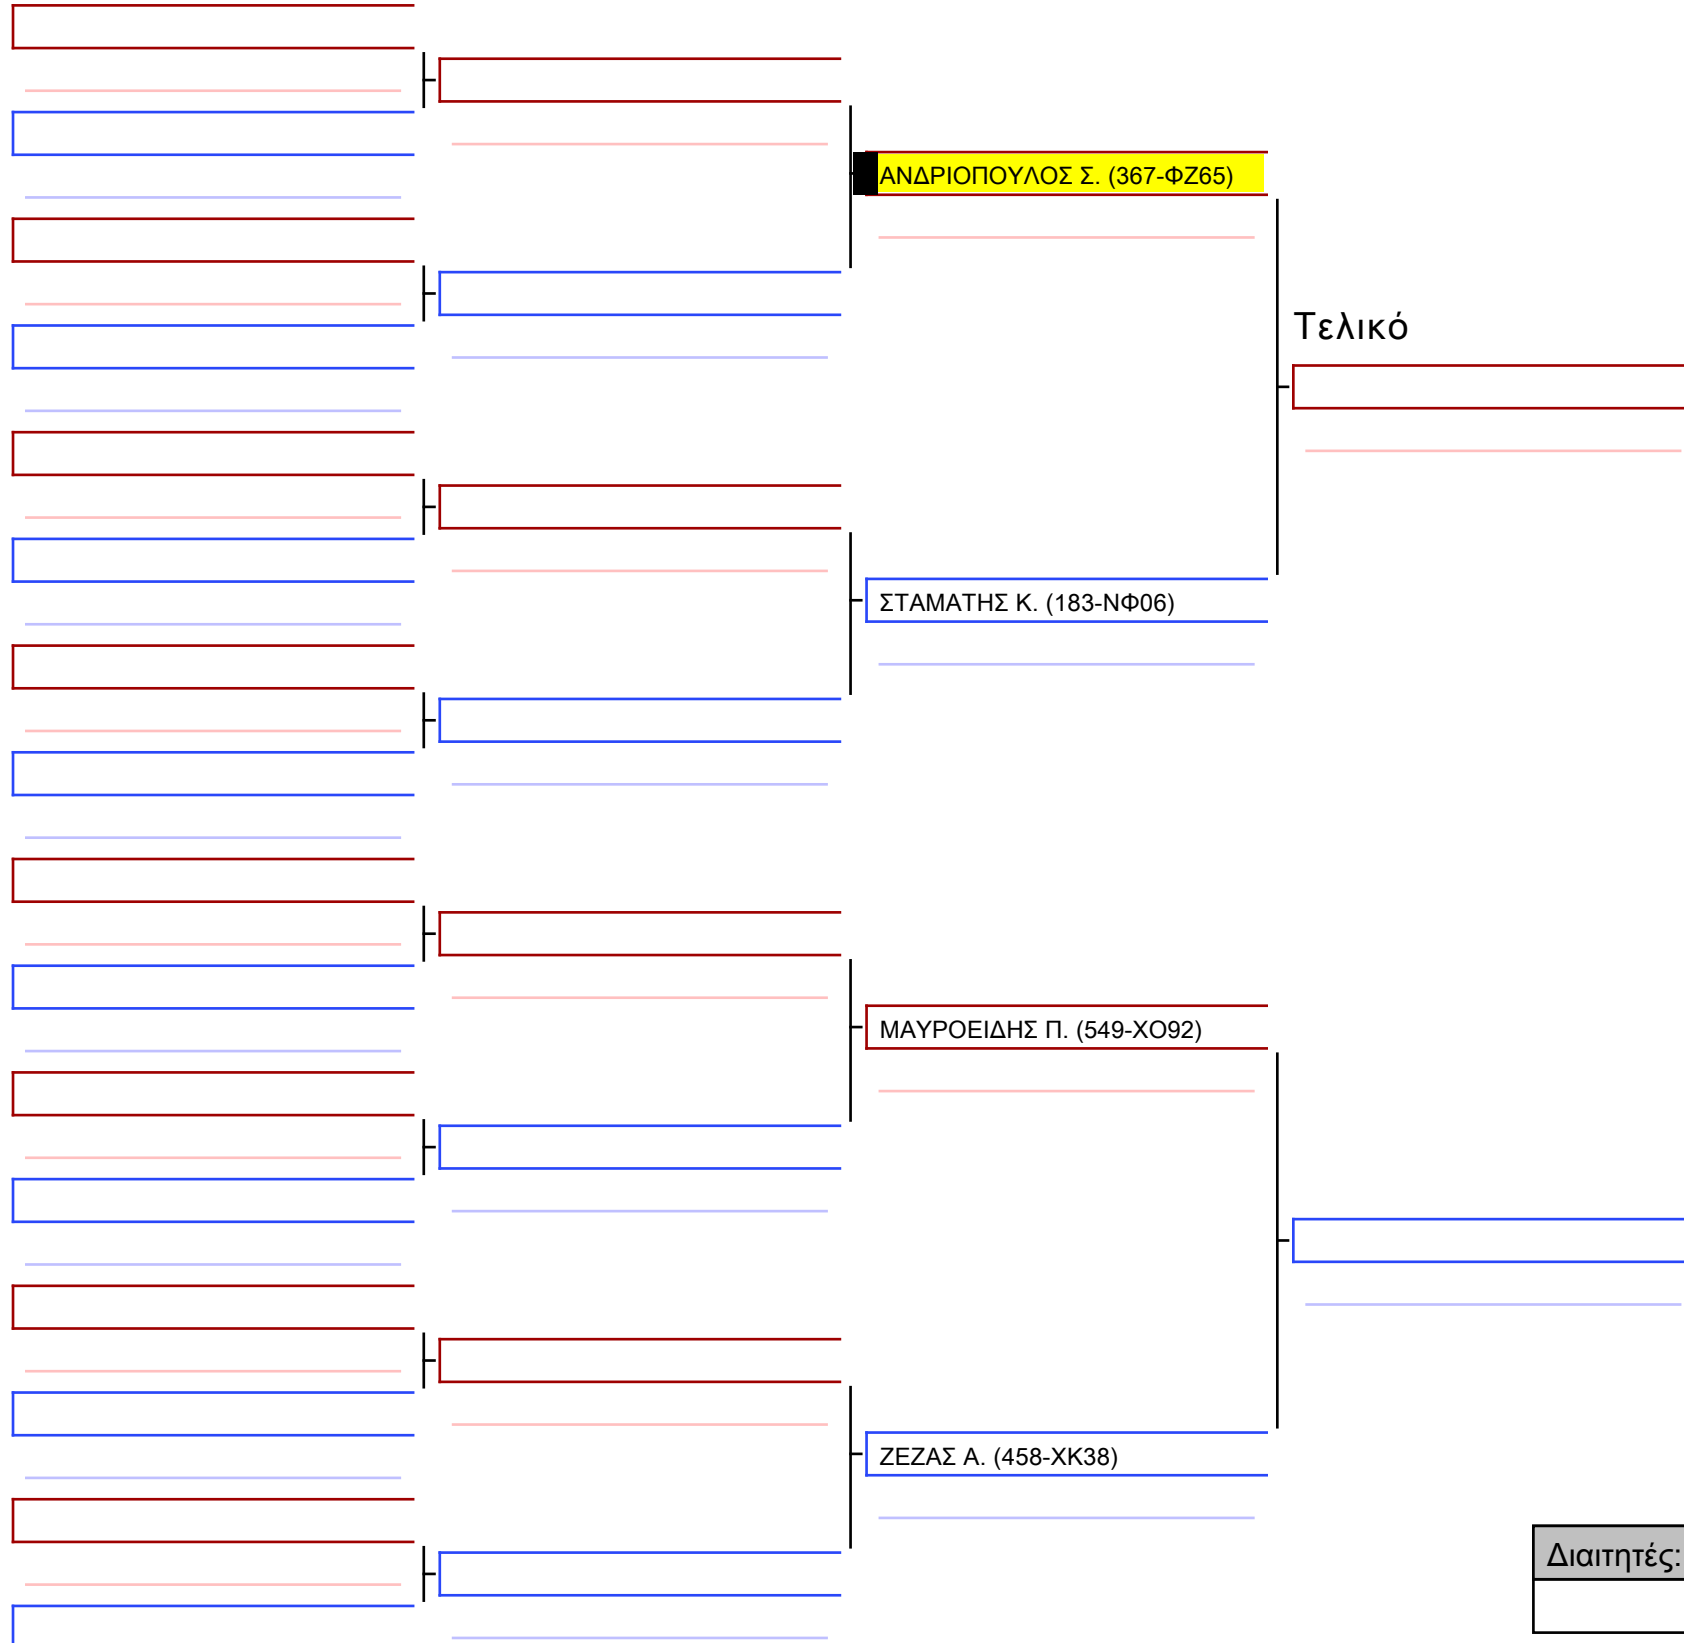 ΑΝΔΡΙΟΠΟΥΛΟΣ Σ. (367-ΦΖ65)
Τελικό
ΣΤΑΜΑΤΗΣ Κ. (183-ΝΦ06)
ΜΑΥΡΟΕΙΔΗΣ Π. (549-ΧΟ92)
ΖΕΖΑΣ Α. (458-ΧΚ38)
Διαιτητές: